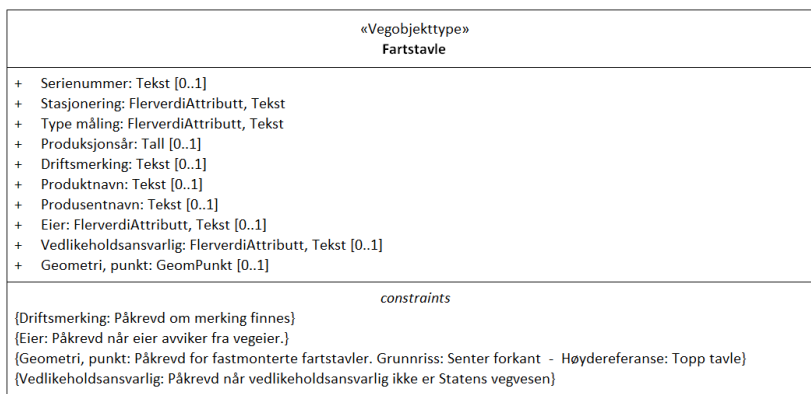 «Vegobjekttype»
Fartstavle
+ Serienummer: Tekst [0..1]
+ Stasjonering: FlerverdiAttributt, Tekst
+ Type måling: FlerverdiAttributt, Tekst
+ Produksjonsår: Tall [0..1]
+ Driftsmerking: Tekst [0..1]
+ Produktnavn: Tekst [0..1]
+ Produsentnavn: Tekst [0..1]
+ Eier: FlerverdiAttributt, Tekst [0..1]
+ Vedlikeholdsansvarlig: FlerverdiAttributt, Tekst [0..1]
+ Geometri, punkt: GeomPunkt [0..1]
constraints
{Driftsmerking: Påkrevd om merking finnes}
{Eier: Påkrevd når eier avviker fra vegeier.}
{Geometri, punkt: Påkrevd for fastmonterte fartstavler. Grunnriss: Senter forkant - Høydereferanse: Topp tavle}
{Vedlikeholdsansvarlig: Påkrevd når vedlikeholdsansvarlig ikke er Statens vegvesen}